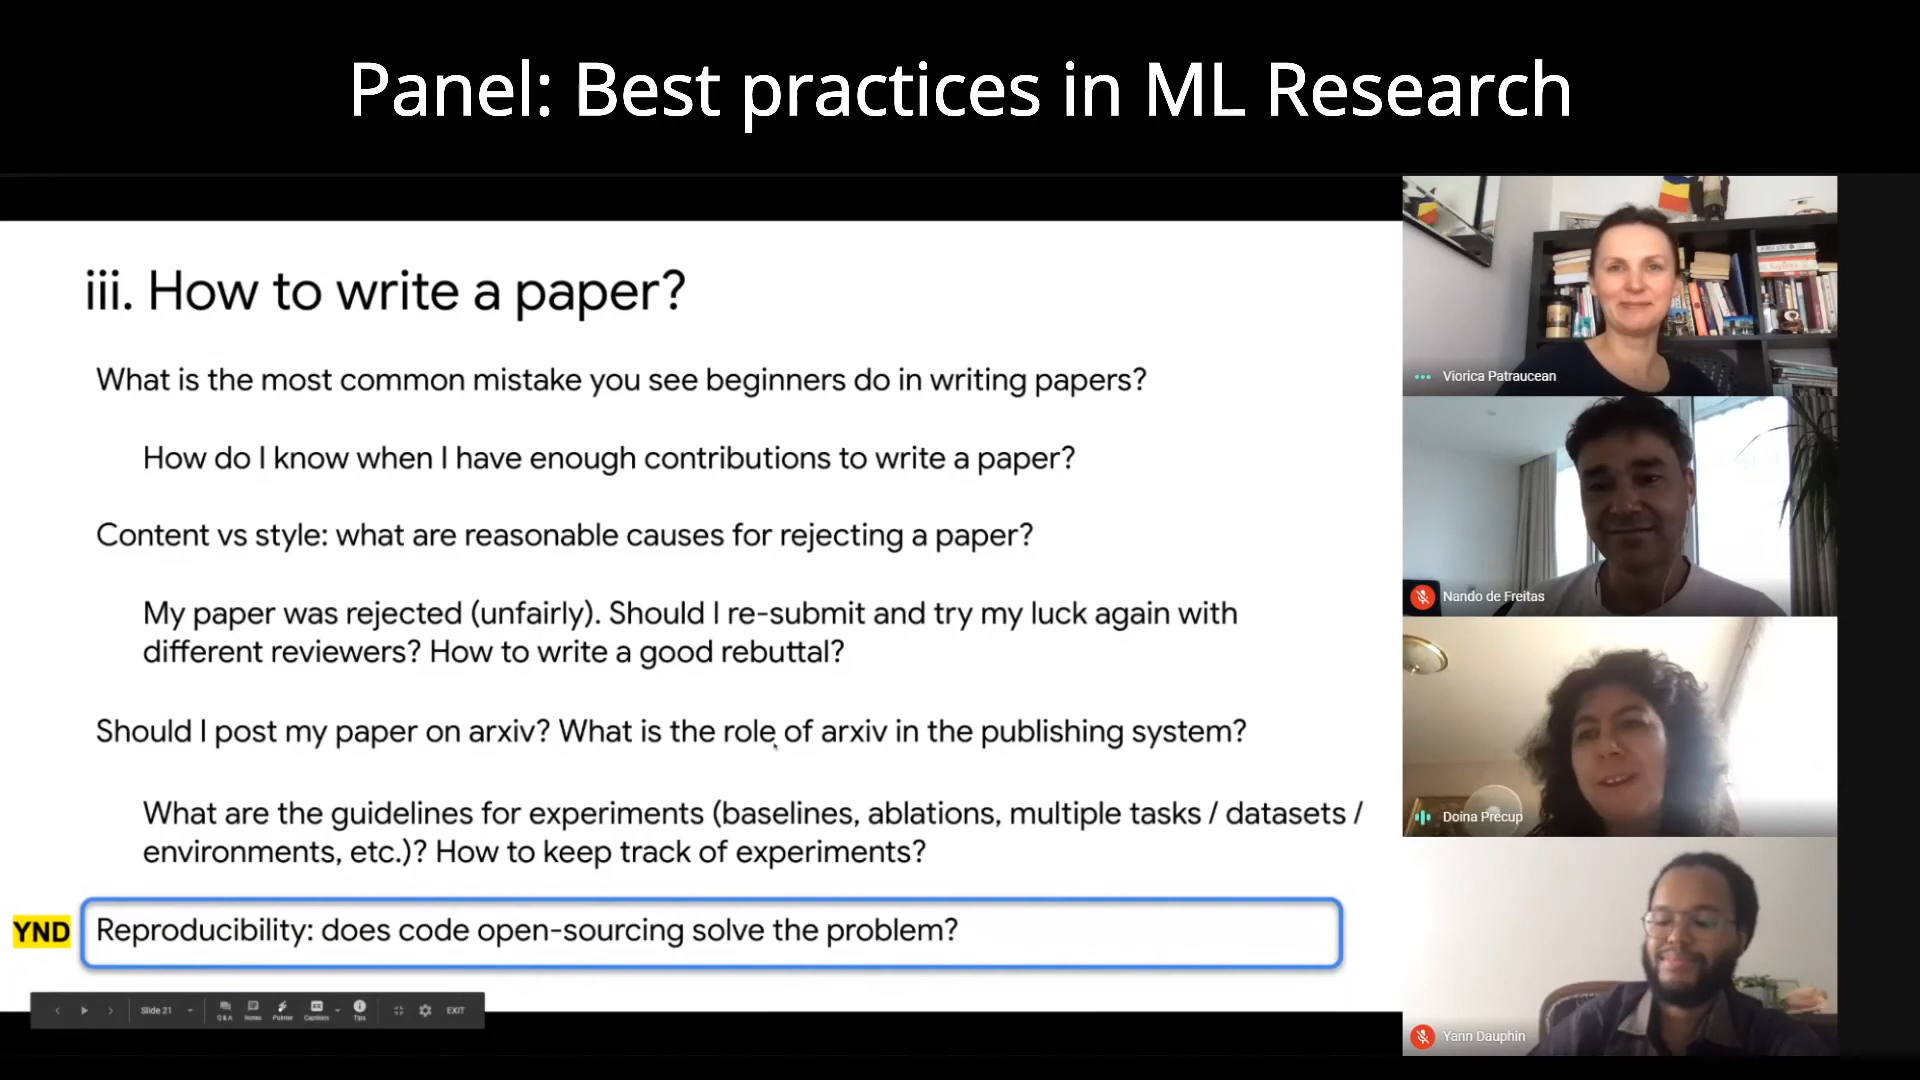 Panel: Best practices in ML Research
iii. How to write a paper?
What is the most common mistake you see beginners do in writing papers?
How do I know when I have enough contributions to write a paper?
Content vs style: what are reasonable causes for rejecting a paper?
My paper was rejected (unfairly). Should I re-submit and try my luck again with
different reviewers? How to write a good rebuttal?
Should I post my paper on arxiv? What is the role of arxiv in the publishing system?
What are the guidelines for experiments (baselines, ablations, multiple tasks / datasets /
environments, etc.)? How to keep track of experiments?
YND
Reproducibility: does code open-sourcing solve the problem?
Slide 21
Q&A
Notes
Pointer
Captions
Tips
EXIT
Viorica Patraucean
Nando de Freitas
Doina Precup
Yann Dauphin